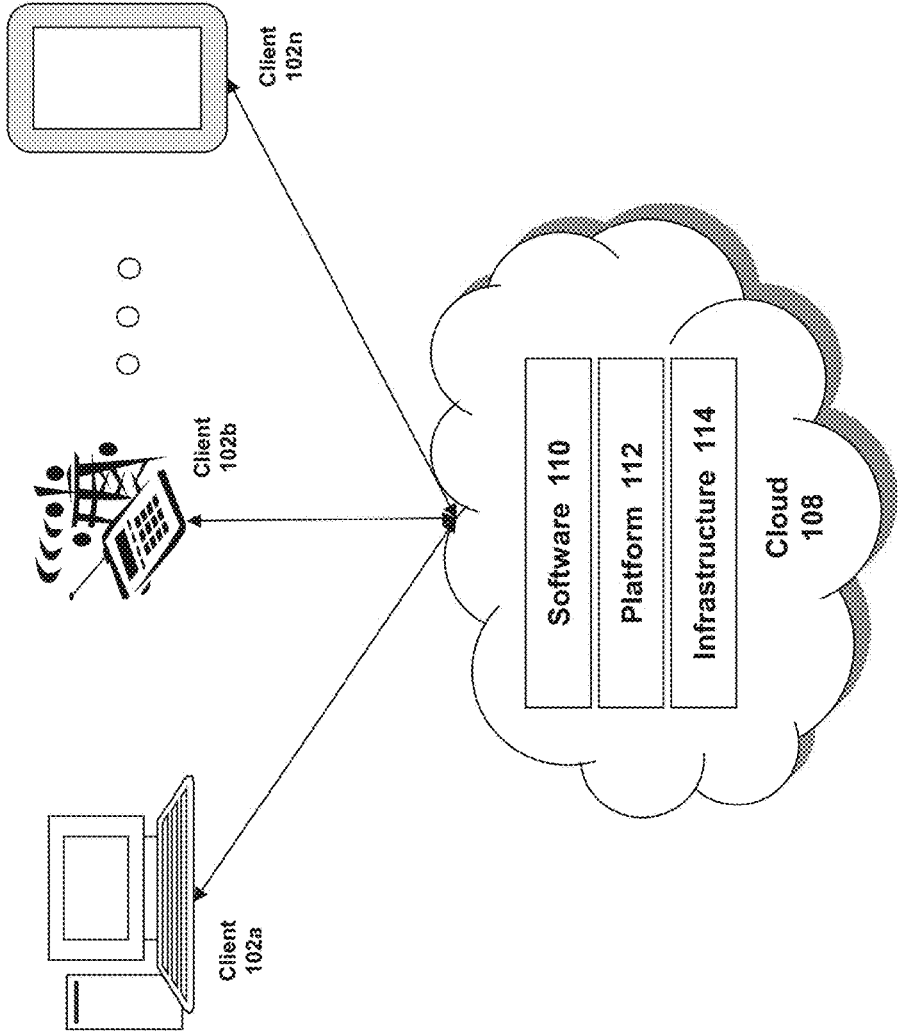 Client
102a
Client
102b
Client
102n
Software 110
Platform 112
Infrastructure 114
Cloud
108